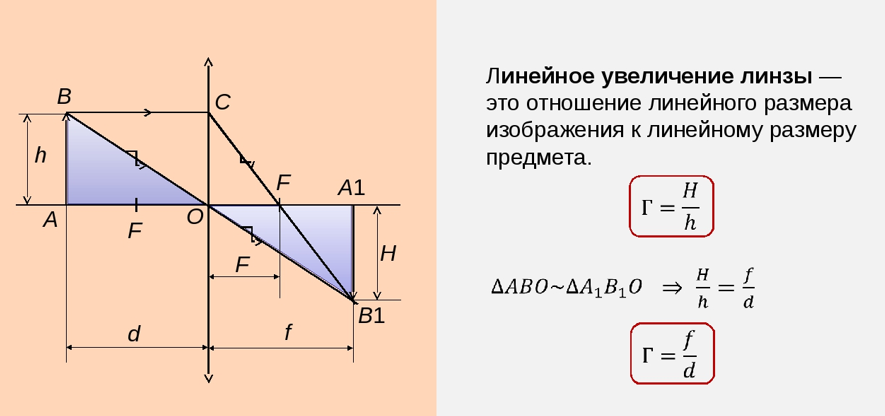 B
C
h
F
A1
A
F
O
F
H
B1
d
f
Линейное увеличение линзы —
это отношение линейного размера
изображения к линейному размеру
предмета.
Γ = H/h
ΔABO~ΔA₁B₁O ⇒ H/h = f/d
Γ = f/d